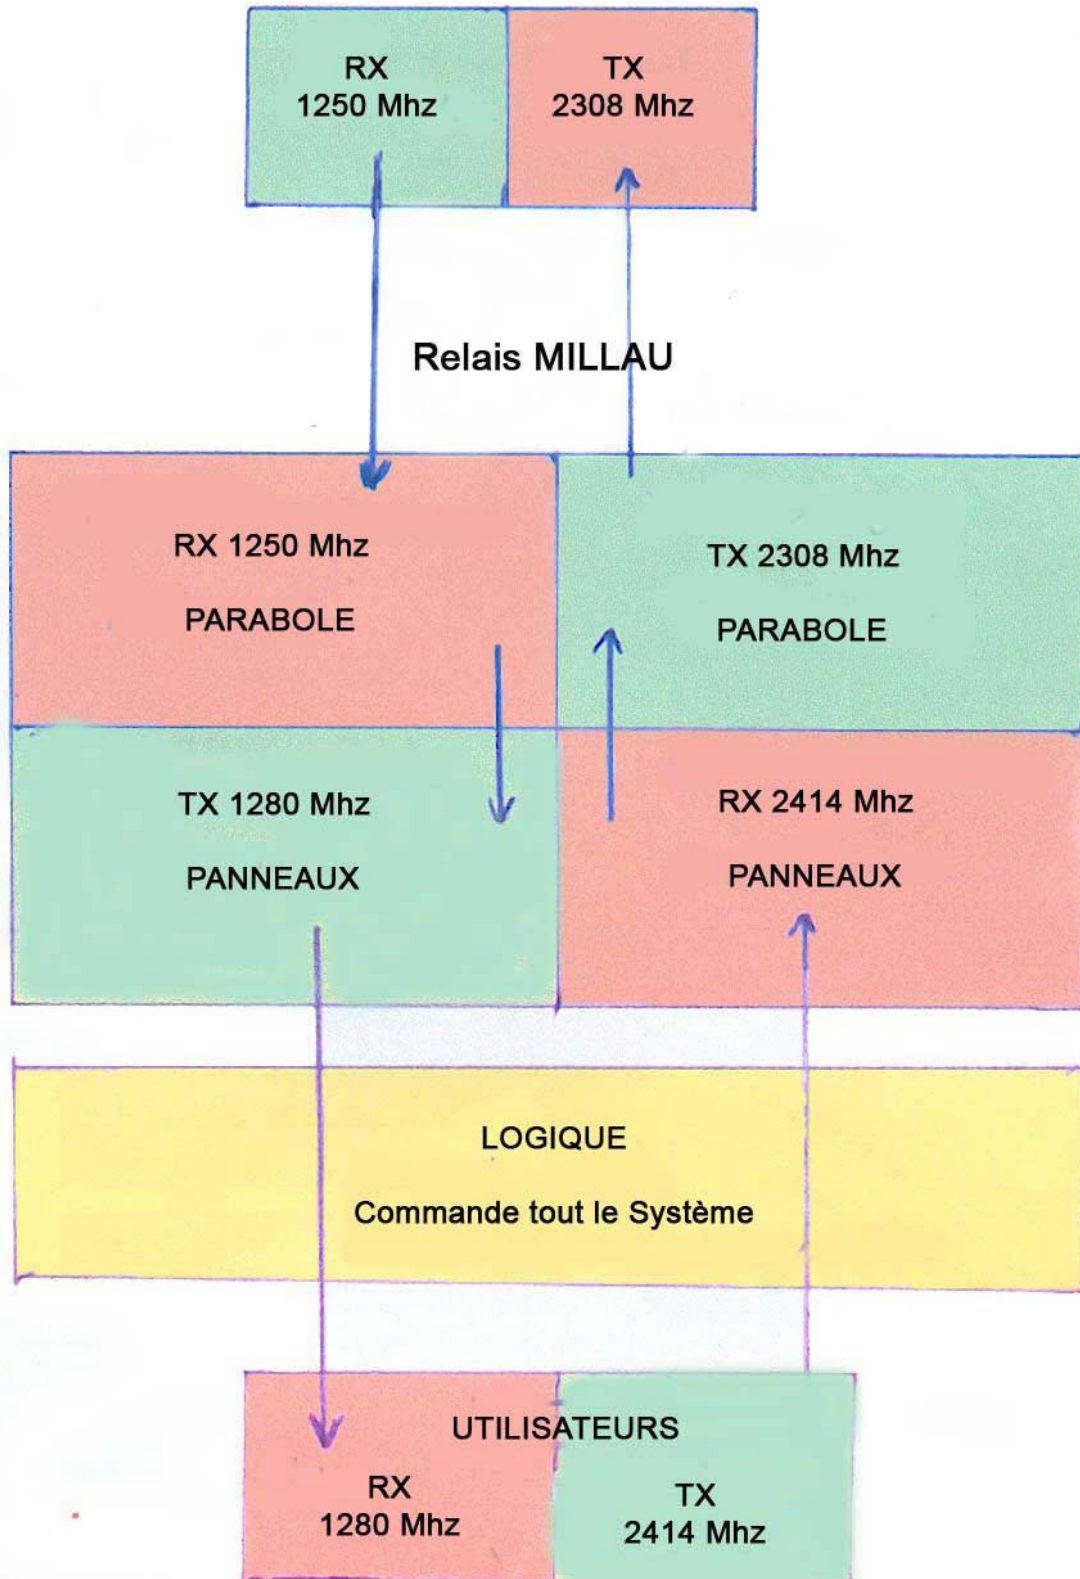 RX
1250 Mhz
TX
2308 Mhz
Relais MILLAU
RX 1250 Mhz
PARABOLE
TX 2308 Mhz
PARABOLE
TX 1280 Mhz
PANNEAUX
RX 2414 Mhz
PANNEAUX
LOGIQUE
Commande tout le Système
UTILISATEURS
RX
1280 Mhz
TX
2414 Mhz